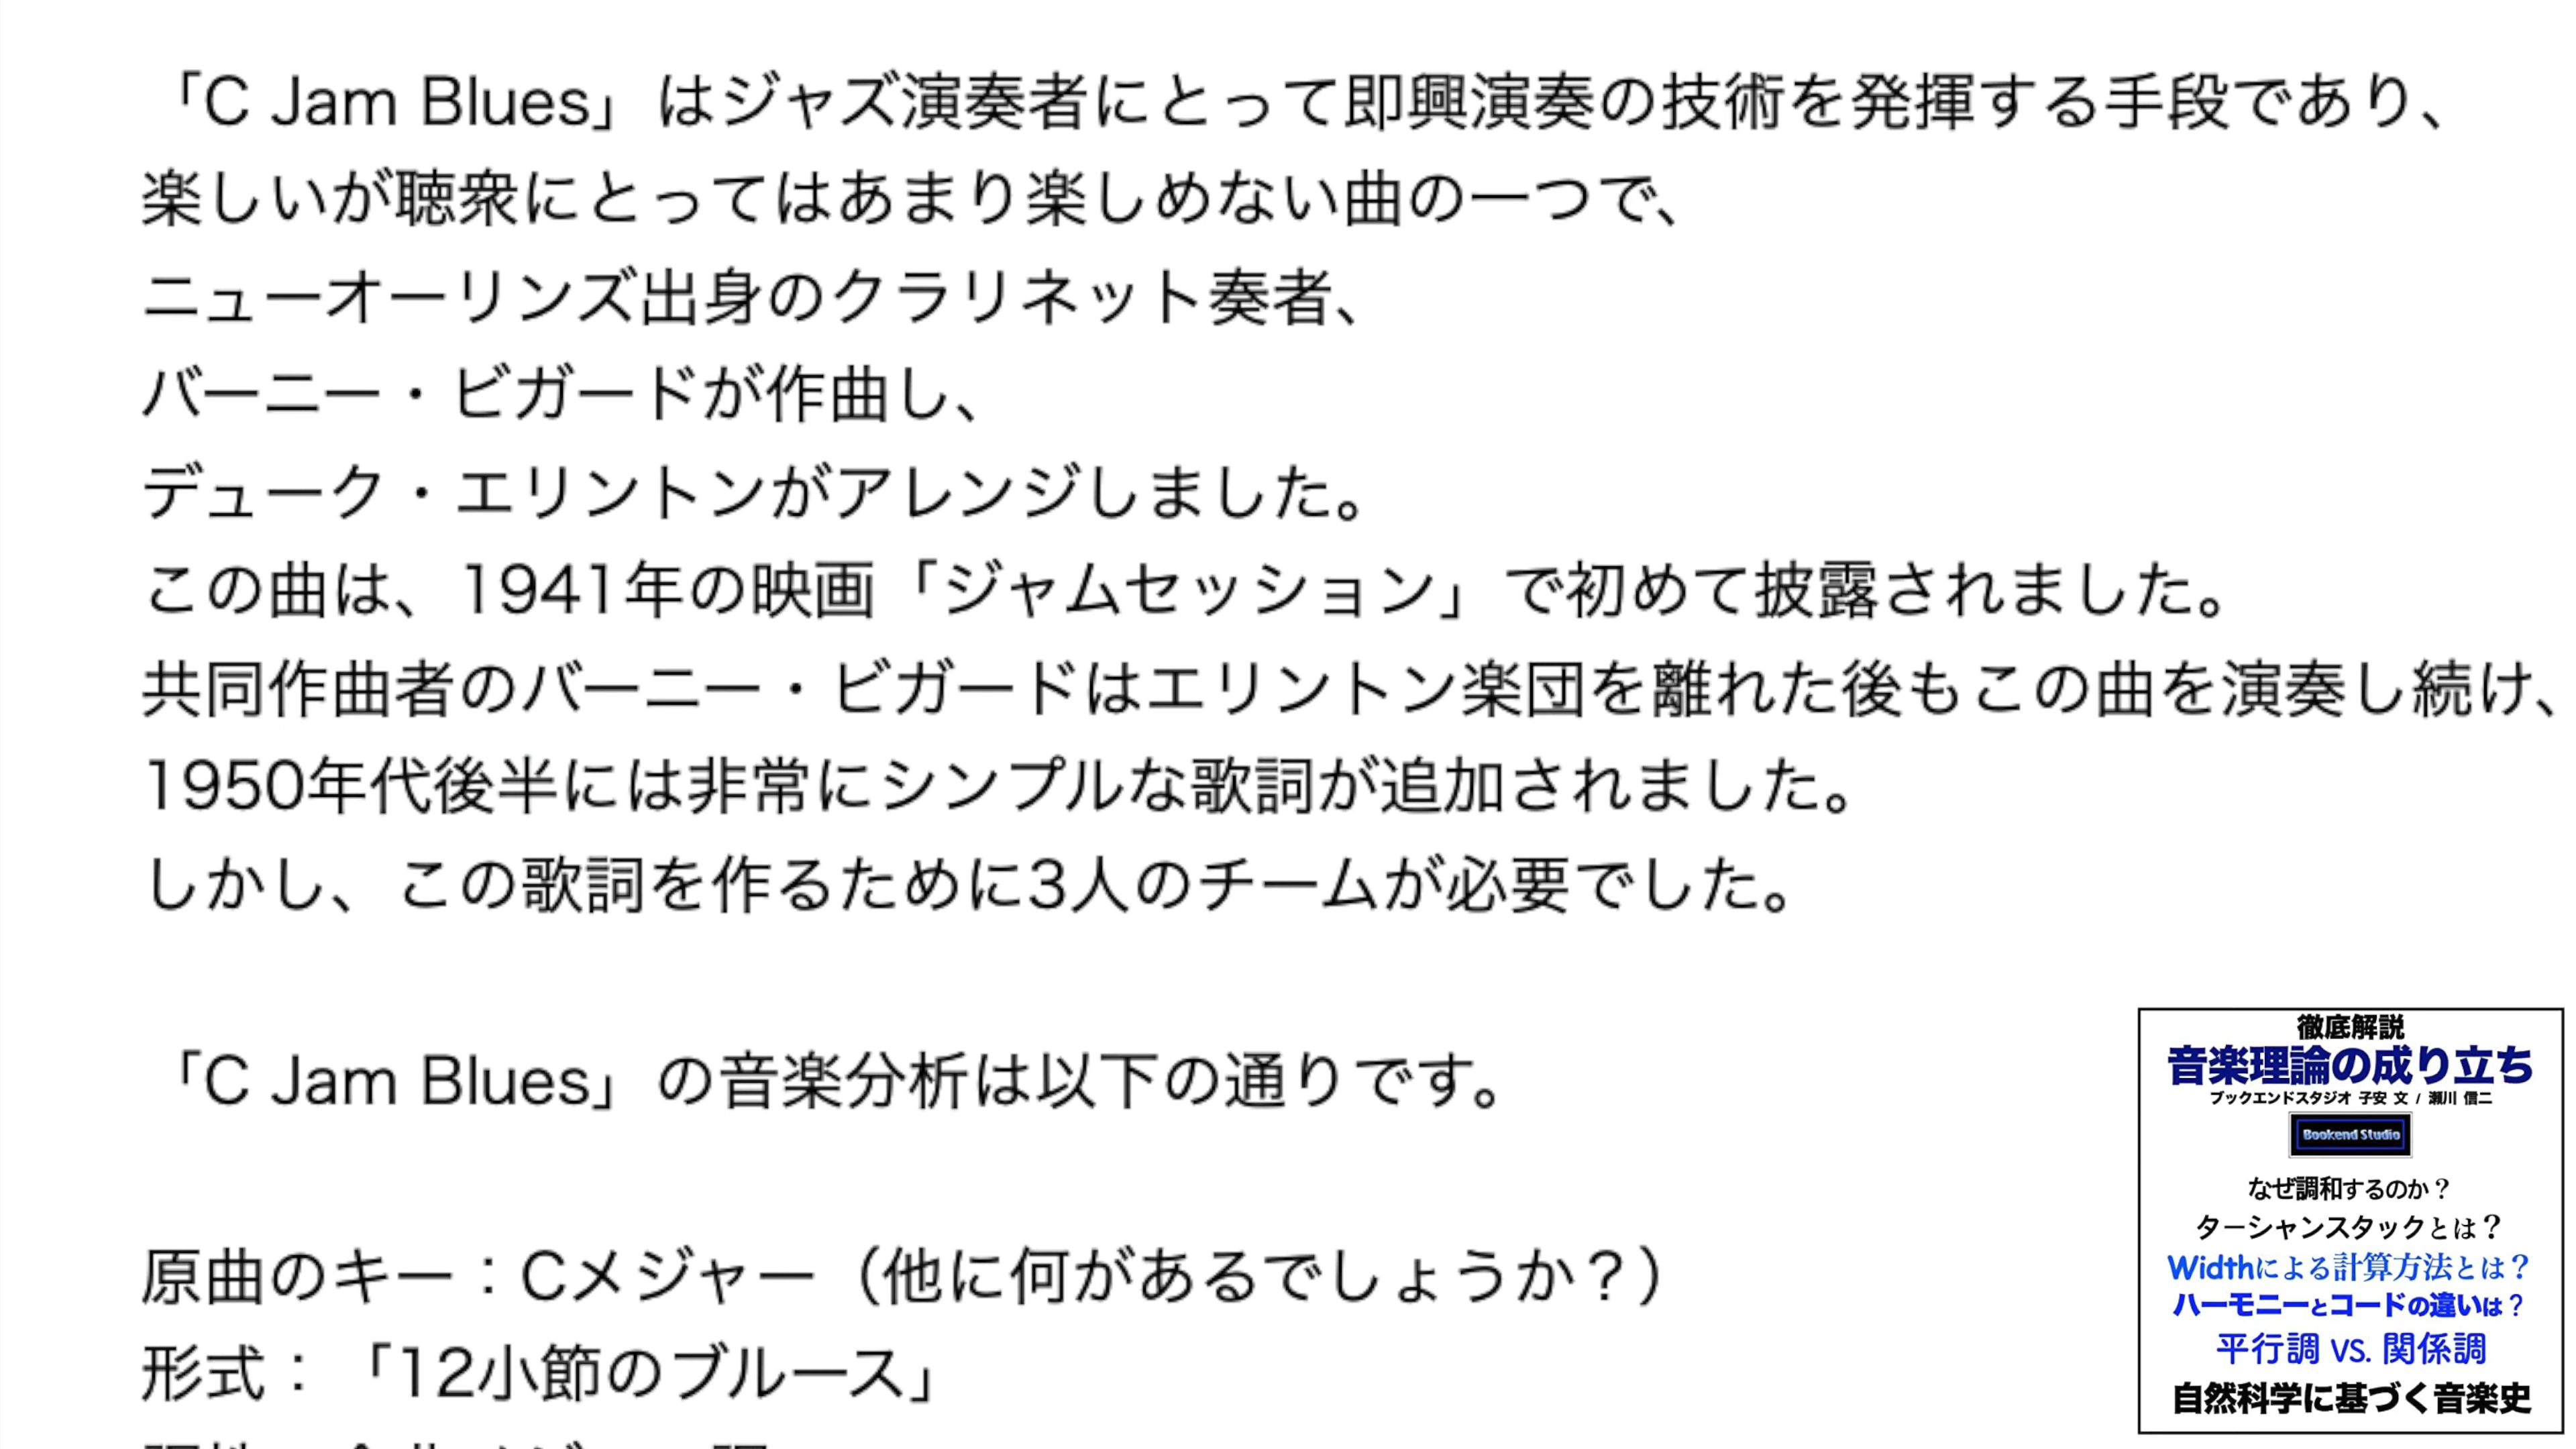 「C Jam Blues」はジャズ演奏者にとって即興演奏の技術を発揮する手段であり、
楽しいが聴衆にとってはあまり楽しめない曲の一つで、
ニューオーリンズ出身のクラリネット奏者、
バーニー・ビガードが作曲し、
デューク・エリントンがアレンジしました。
この曲は、1941年の映画「ジャムセッション」で初めて披露されました。
共同作曲者のバーニー・ビガードはエリントン楽団を離れた後もこの曲を演奏し続け、
1950年代後半には非常にシンプルな歌詞が追加されました。
しかし、この歌詞を作るために3人のチームが必要でした。
「C Jam Blues」の音楽分析は以下の通りです。
原曲のキー：Cメジャー（他に何があるでしょうか？）
形式：「12小節のブルース」
徹底解説
音楽理論の成り立ち
ブックエンドスタジオ 子安 文 / 瀬川 信二
Bookend Studio
なぜ調和するのか？
ターシャンスタックとは？
Widthによる計算方法とは？
ハーモニーとコードの違いは？
平行調 vs. 関係調
自然科学に基づく音楽史